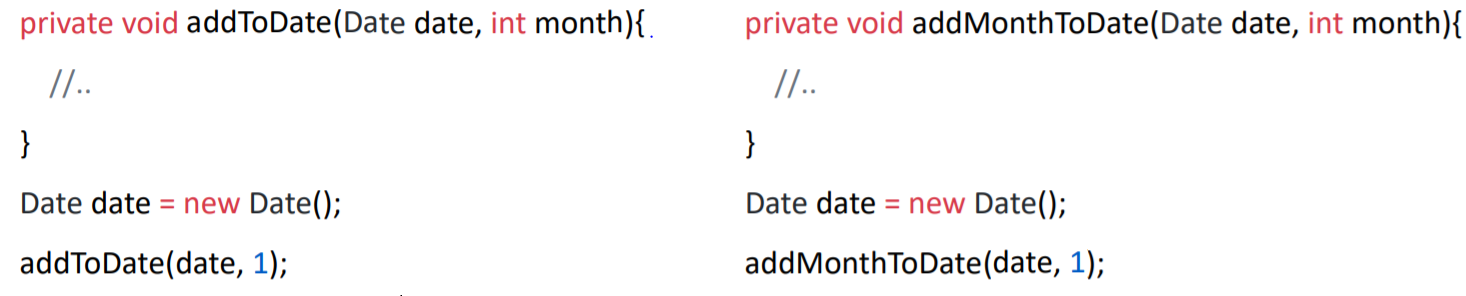 private void addToDate(Date date, int month){
//..
}
Date date = new Date();
addToDate(date, 1);
private void addMonthToDate(Date date, int month){
//..
}
Date date = new Date();
addMonthToDate(date, 1);